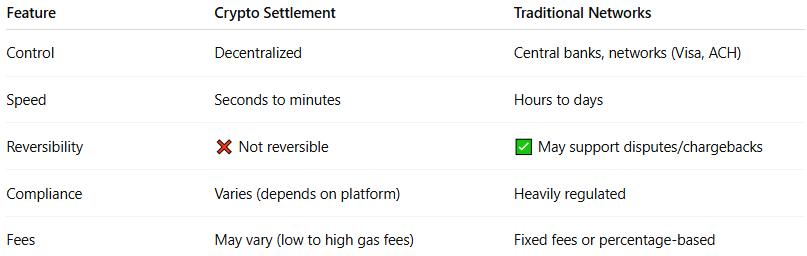 Feature Crypto Settlement Traditional Networks
Control Decentralized Central banks, networks (Visa, ACH)
Speed Seconds to minutes Hours to days
Reversibility ❌ Not reversible ✅ May support disputes/chargebacks
Compliance Varies (depends on platform) Heavily regulated
Fees May vary (low to high gas fees) Fixed fees or percentage-based